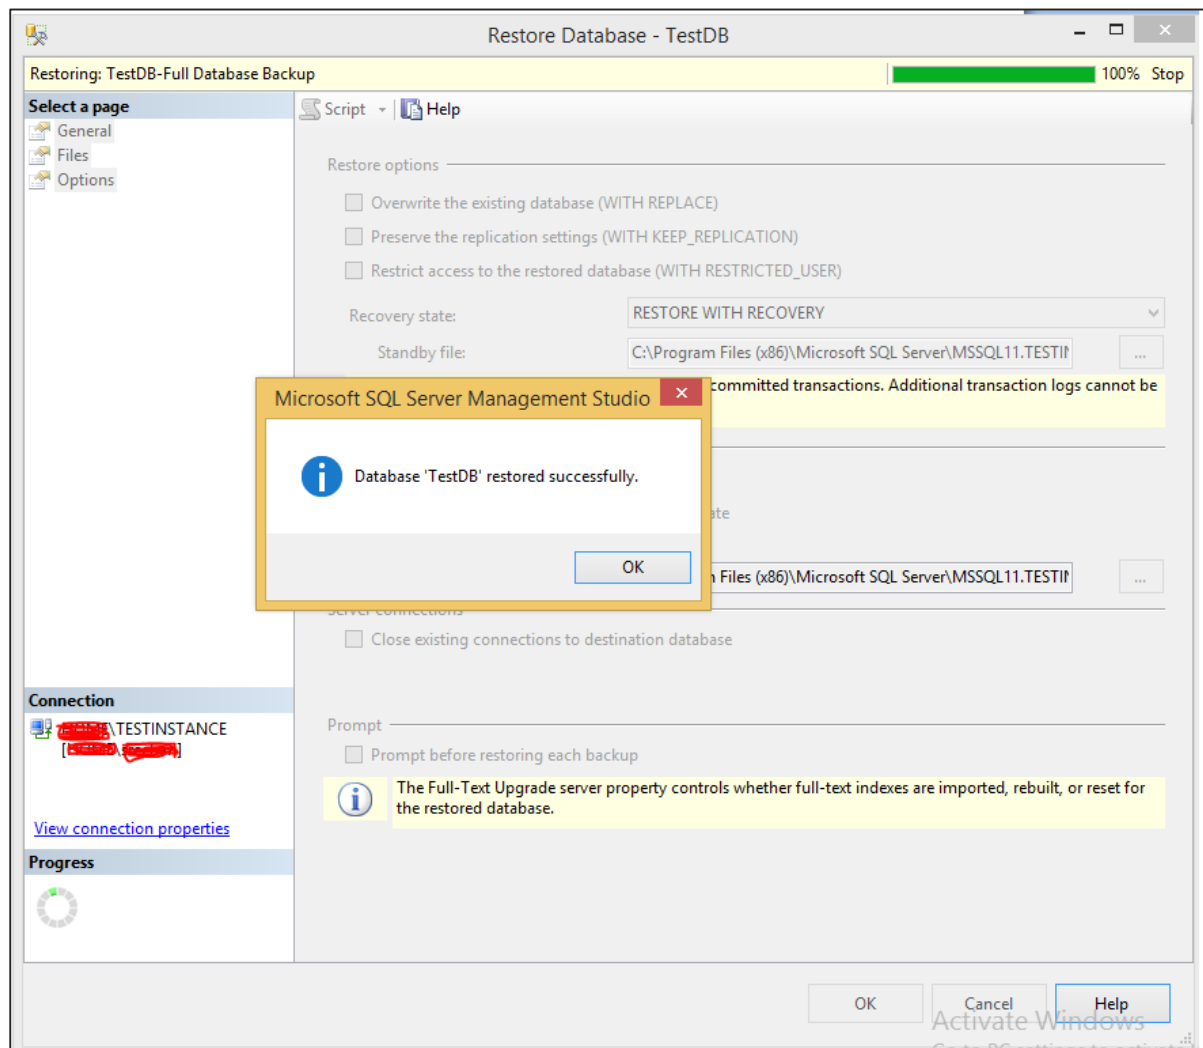 Restore Database - TestDB
Restoring: TestDB-Full Database Backup
100% Stop
Select a page
General
Files
Options
Script
Help
Restore options
Overwrite the existing database (WITH REPLACE)
Preserve the replication settings (WITH KEEP_REPLICATION)
Restrict access to the restored database (WITH RESTRICTED_USER)
Recovery state:
RESTORE WITH RECOVERY
Standby file:
C:\Program Files (x86)\Microsoft SQL Server\MSSQL11.TESTI
...
committed transactions. Additional transaction logs cannot be
Microsoft SQL Server Management Studio
Database 'TestDB' restored successfully.
OK
Files (x86)\Microsoft SQL Server\MSSQL11.TESTI
...
Server connections
Close existing connections to destination database
Connection
\TESTINSTANCE
Prompt
Prompt before restoring each backup
The Full-Text Upgrade server property controls whether full-text indexes are imported, rebuilt, or reset for
the restored database.
View connection properties
Progress
OK
Cancel
Help
Activate Windows